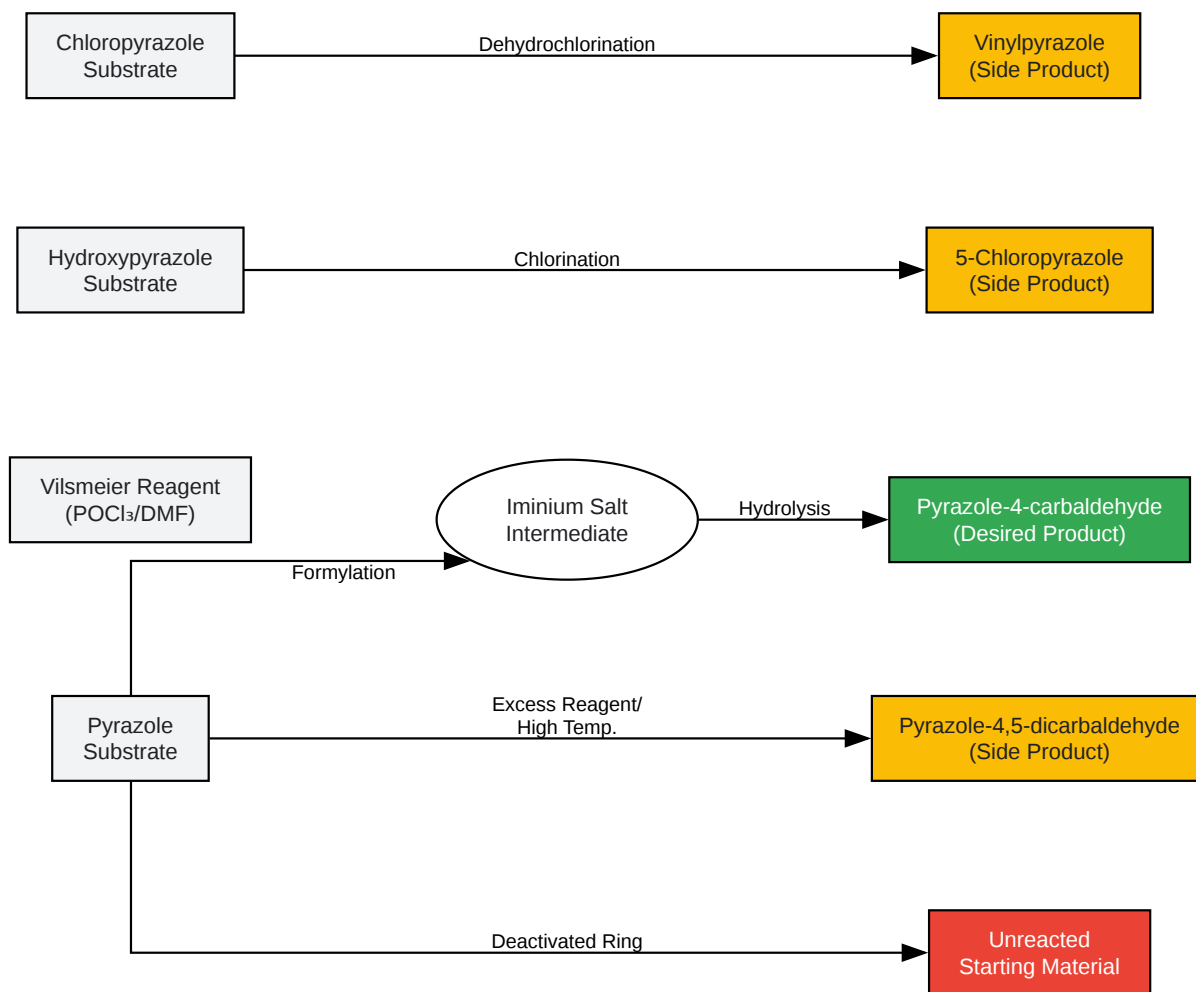 Chloropyrazole
Substrate
Dehydrochlorination
Vinylpyrazole
(Side Product)
Hydroxypyrazole
Substrate
Chlorination
5-Chloropyrazole
(Side Product)
Vilsmeier Reagent
(POCl₃/DMF)
Formylation
Iminium Salt
Intermediate
Hydrolysis
Pyrazole-4-carbaldehyde
(Desired Product)
Pyrazole
Substrate
Excess Reagent/
High Temp.
Pyrazole-4,5-dicarbaldehyde
(Side Product)
Deactivated Ring
Unreacted
Starting Material